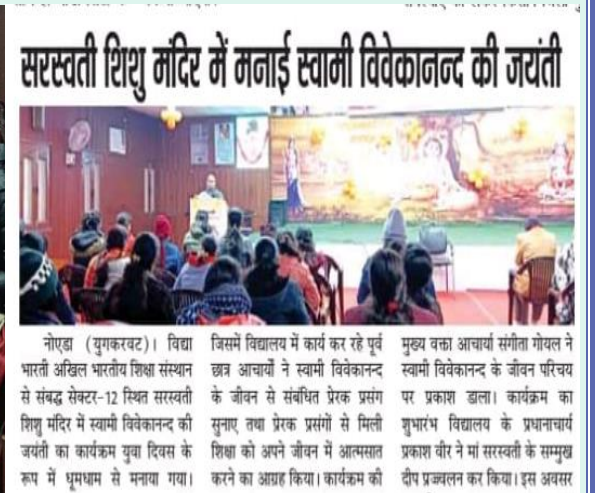 सरस्वती शिशु मंदिर में मनाई स्वामी विवेकानन्द की जयंती
नोएडा (युगकरवट)। विद्या
भारती अखिल भारतीय शिक्षा संस्थान
से संबद्ध सेक्टर-12 स्थित सरस्वती
शिशु मंदिर में स्वामी विवेकानन्द की
जयंती का कार्यक्रम युवा दिवस के
रूप में धूमधाम से मनाया गया।
जिसमें विद्यालय में कार्य कर रहे पूर्व
छात्र आचार्यों ने स्वामी विवेकानन्द
के जीवन से संबंधित प्रेरक प्रसंग
सुनाए तथा प्रेरक प्रसंगों से मिली
शिक्षा को अपने जीवन में आत्मसात
करने का आग्रह किया। कार्यक्रम की
मुख्य वक्ता आचार्या संगीता गोयल ने
स्वामी विवेकानन्द के जीवन परिचय
पर प्रकाश डाला। कार्यक्रम का
शुभारंभ विद्यालय के प्रधानाचार्य
प्रकाश वीर ने मां सरस्वती के सम्मुख
दीप प्रज्वलन कर किया। इस अवसर